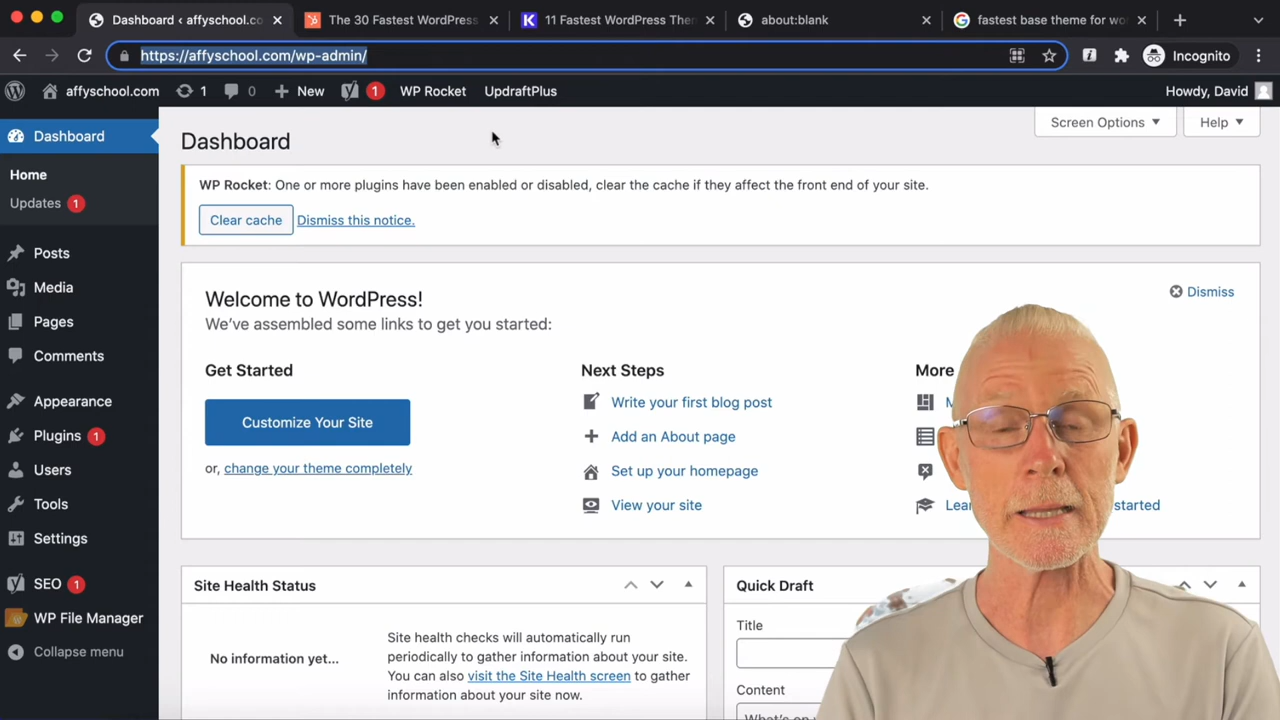 Dashboard ‹ affyschool.co
The 30 Fastest WordPress
11 Fastest WordPress The
about:blank
fastest base theme for wo
https://affyschool.com/wp-admin/
Incognito
affyschool.com
1
0
New
1
WP Rocket
UpdraftPlus
Howdy, David
Dashboard
Home
Updates 1
Posts
Media
Pages
Comments
Appearance
Plugins 1
Users
Tools
Settings
SEO 1
WP File Manager
Collapse menu
Dashboard
Screen Options
Help
WP Rocket: One or more plugins have been enabled or disabled, clear the cache if they affect the front end of your site.
Clear cache
Dismiss this notice.
Welcome to WordPress!
We've assembled some links to get you started:
Dismiss
Get Started
Customize Your Site
or, change your theme completely
Next Steps
Write your first blog post
Add an About page
Set up your homepage
View your site
More
started
Site Health Status
No information yet...
Site health checks will automatically run
periodically to gather information about your site.
You can also visit the Site Health screen to gather
information about your site now.
Quick Draft
Title
Content